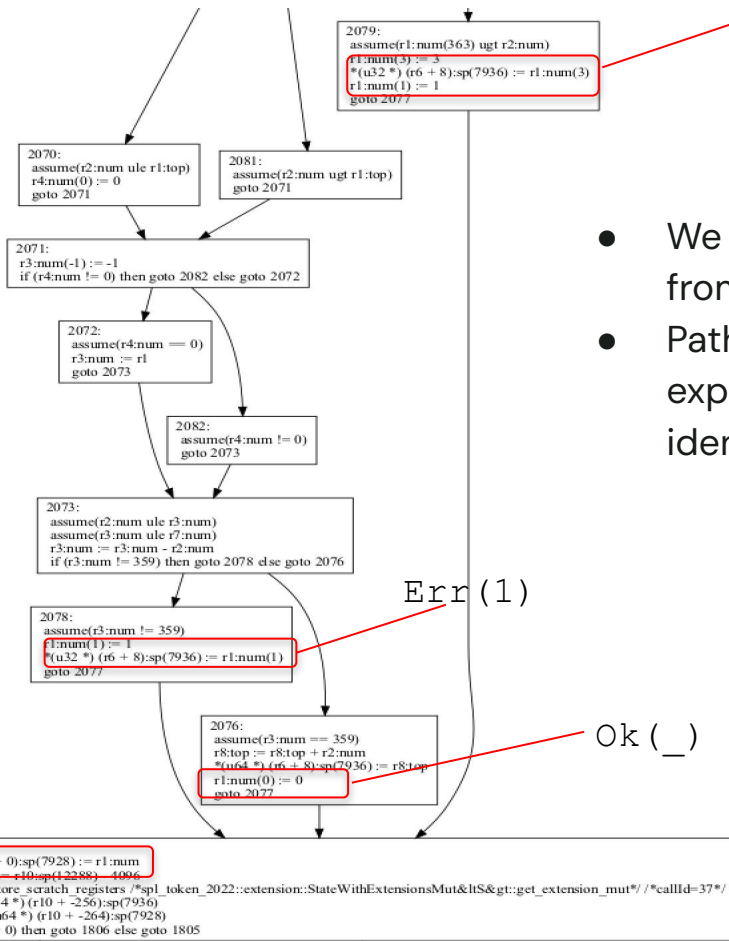 2079:
assume(r1:num(363) ugt r2:num)
r1:num(3) := 3
*(u32 *) (r6 + 8):sp(7936) := r1:num(3)
r1:num(1) := 1
goto 2077
2070:
assume(r2:num ule r1:top)
r4:num(0) := 0
goto 2071
2081:
assume(r2:num ugt r1:top)
goto 2071
2071:
r3:num(-1) := -1
if (r4:num != 0) then goto 2082 else goto 2072
● We
from
● Path
exp
iden
2072:
assume(r4:num == 0)
r3:num := r1
goto 2073
2082:
assume(r4:num != 0)
goto 2073
2073:
assume(r2:num ule r3:num)
assume(r3:num ule r7:num)
r3:num := r3:num - r2:num
if (r3:num != 359) then goto 2078 else goto 2076
Err(1)
2078:
assume(r3:num != 359)
r1:num(1) := 1
*(u32 *) (r6 + 8):sp(7936) := r1:num(1)
goto 2077
2076:
assume(r3:num == 359)
r8:top := r8:top + r2:num
*(u64 *) (r6 + 8):sp(7936) := r8:top
r1:num(0) := 0
goto 2077
Ok(_)
+ 0):sp(7928) := r1:num
= r10:sp(12288) - 4096
ore_scratch_registers /*spl_token_2022::extension::StateWithExtensionsMut&ltS&gt::get_extension_mut*/ /*callId=37*/
4 *) (r10 + -256):sp(7936)
64 *) (r10 + -264):sp(7928)
0) then goto 1806 else goto 1805